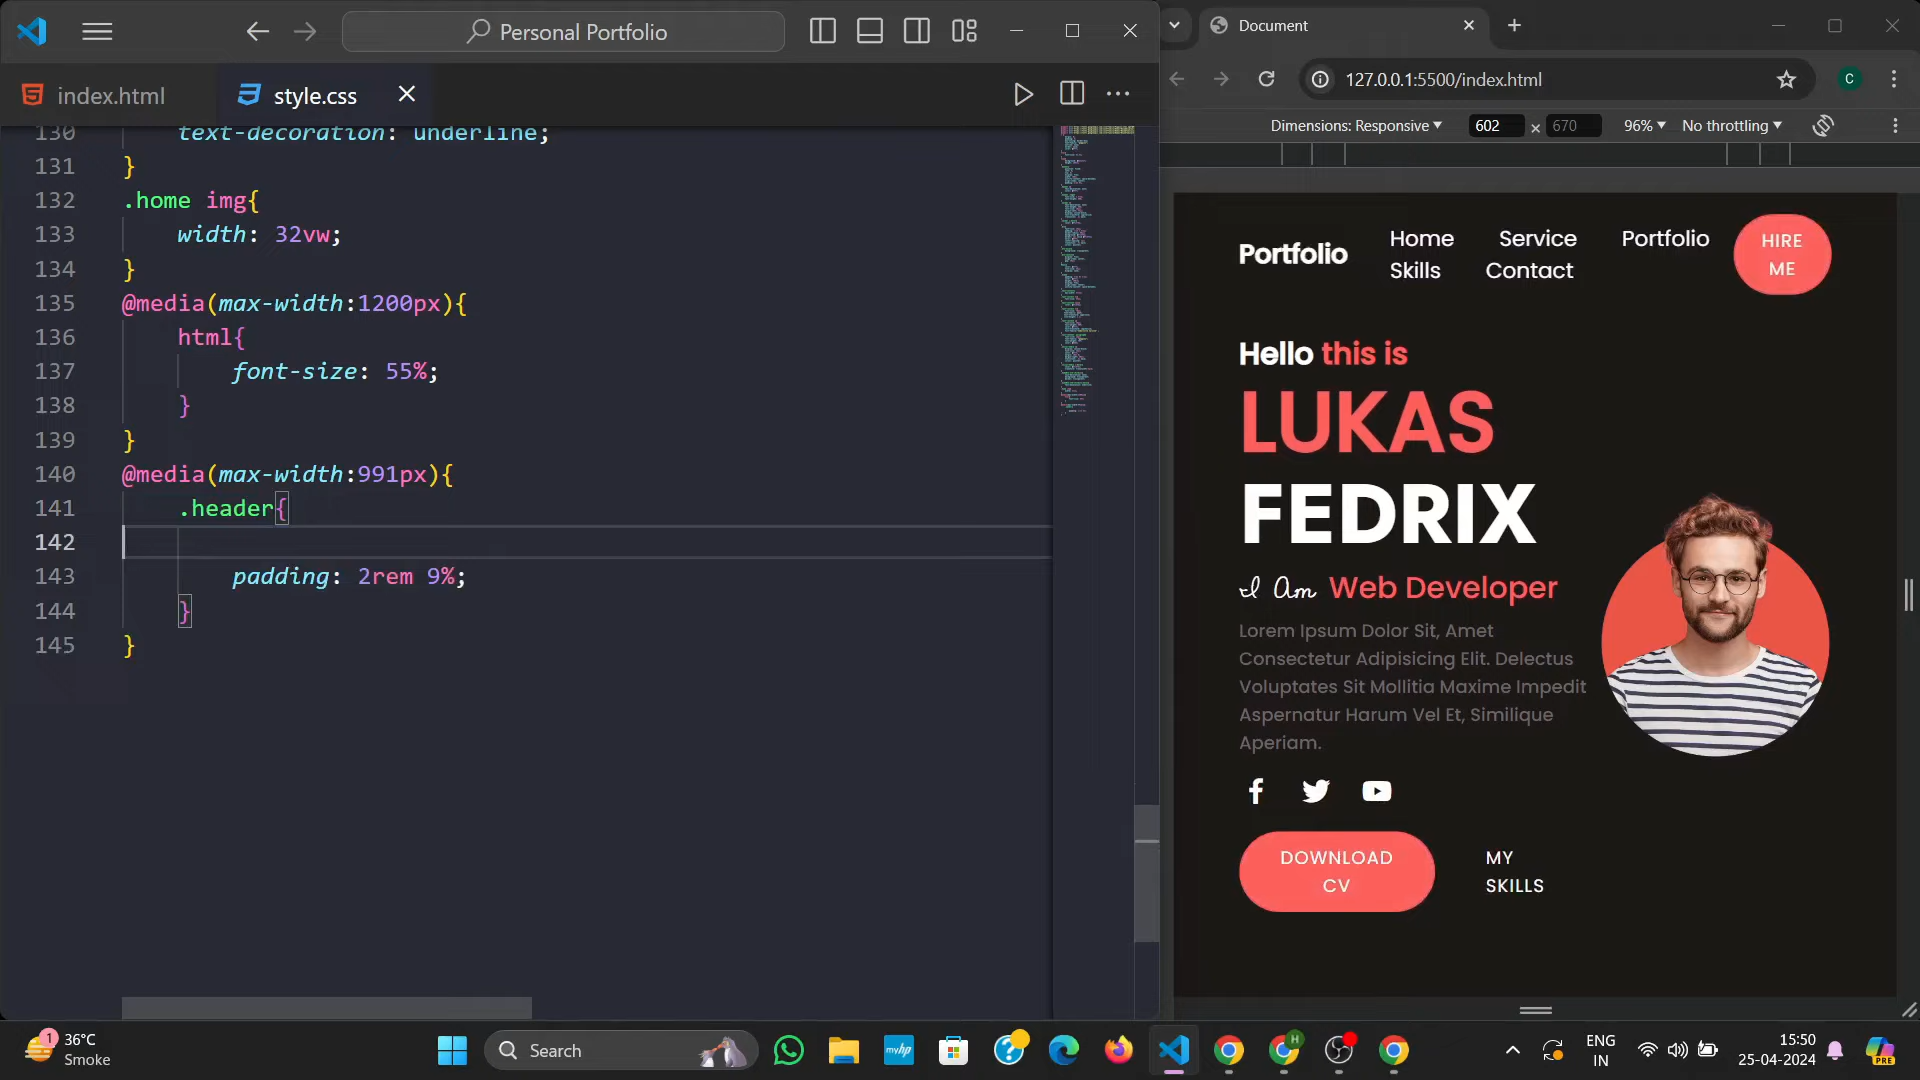 Personal Portfolio
index.html
style.css
130 text-decoration: underline;
131 }
132 .home img{
133 width: 32vw;
134 }
135 @media(max-width:1200px){
136 html{
137 font-size: 55%;
138 }
139 }
140 @media(max-width:991px){
141 .header{
142
143 padding: 2rem 9%;
144 }
145 }
Document
127.0.0.1:5500/index.html
C
Dimensions: Responsive 602 x 670 96% No throttling
Portfolio
Home Service Portfolio
Skills Contact
HIRE
ME
Hello this is
LUKAS
FEDRIX
I Am Web Developer
Lorem Ipsum Dolor Sit, Amet
Consectetur Adipisicing Elit. Delectus
Voluptates Sit Mollitia Maxime Impedit
Aspernatur Harum Vel Et, Similique
Aperiam.
DOWNLOAD
CV
MY
SKILLS
1
36°C
Smoke
Search
myhp
H
ENG
IN
15:50
25-04-2024
PRE